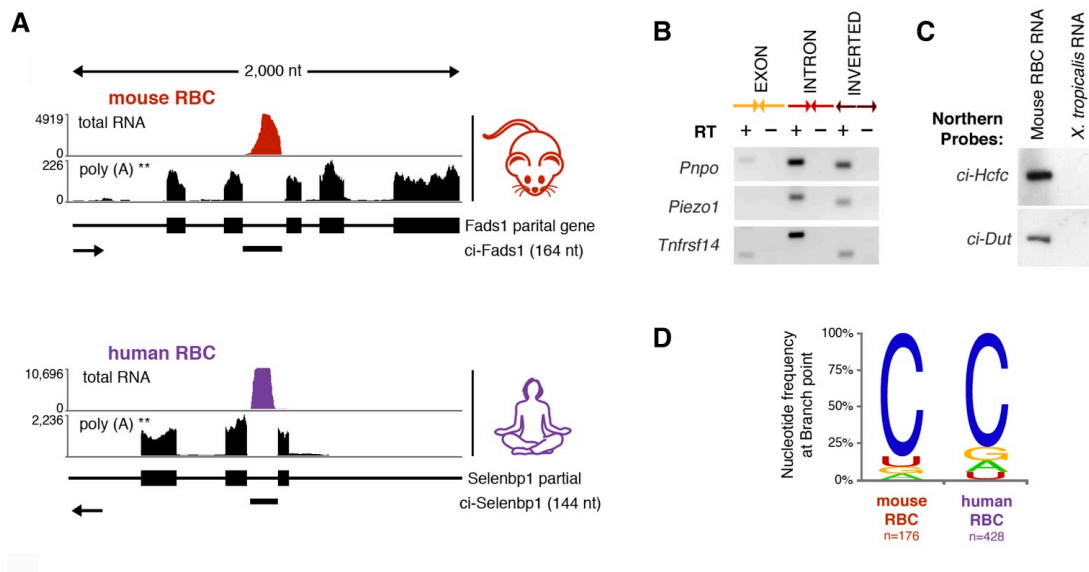 A
2,000 nt
mouse RBC
4919
total RNA
0
226
poly (A) **
0
Fads1 parital gene
ci-Fads1 (164 nt)
human RBC
10,696
total RNA
0
2,236
poly (A) **
0
Selenbp1 partial
ci-Selenbp1 (144 nt)
B
EXON
INTRON
INVERTED
RT + − + − + −
Pnpo
Piezo1
Tnfrsf14
C
Mouse RBC RNA
X. tropicalis RNA
Northern
Probes:
ci-Hcfc
ci-Dut
D
Nucleotide frequency
at Branch point
100%
75%
50%
25%
0%
C
U
G
A
C
G
A
U
mouse
RBC
n=176
human
RBC
n=428